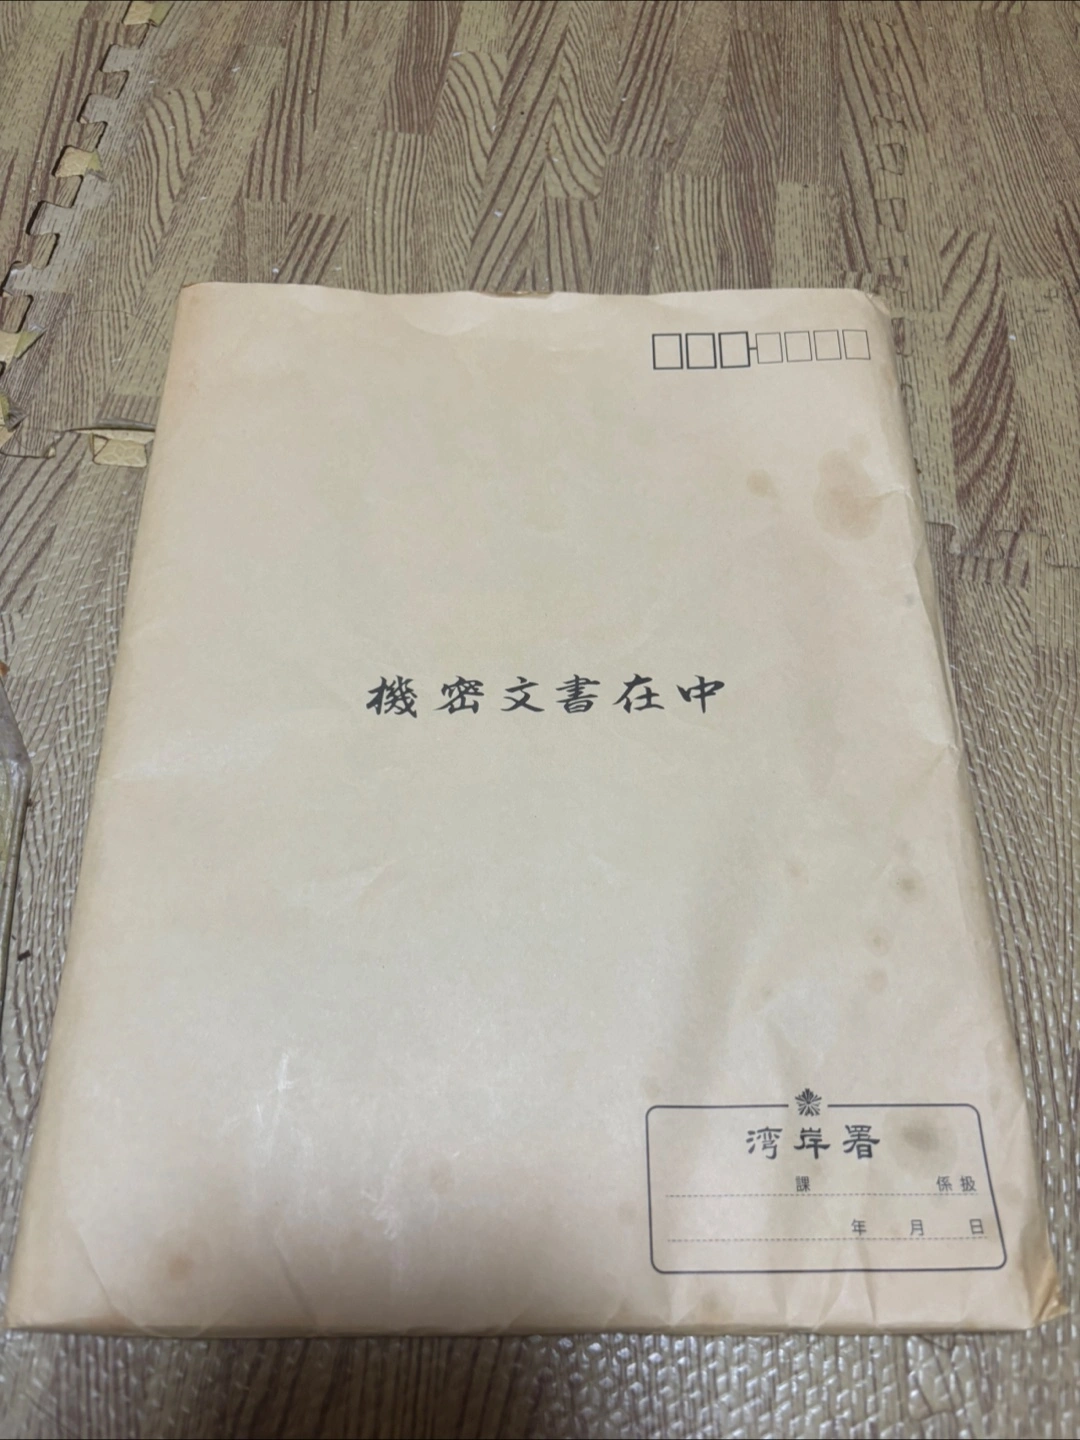 機密文書在中
湾岸署
課 係扱
年 月 日